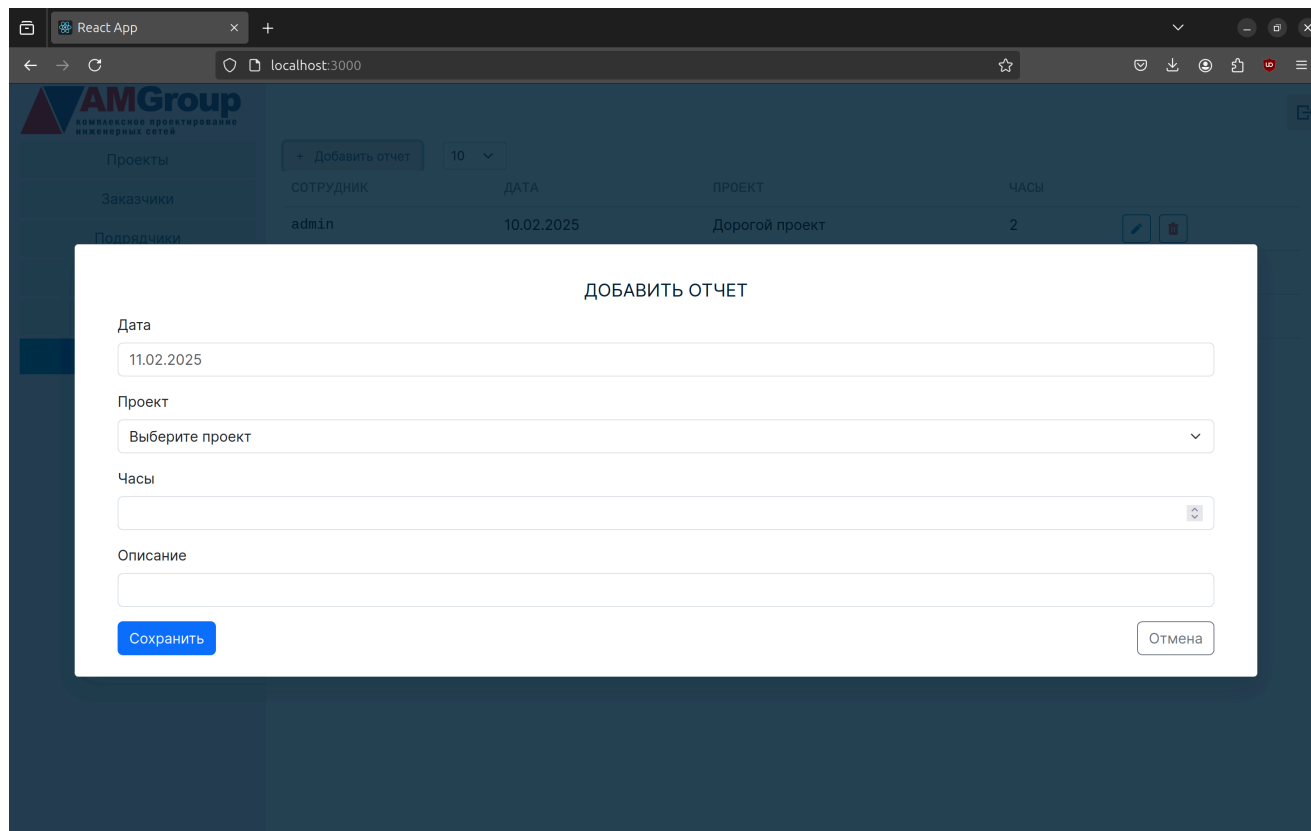 React App
localhost:3000
AMGroup
комплексное проектирование
инженерных сетей
Проекты
Заказчики
Подрядчики
+ Добавить отчет
10
СОТРУДНИК ДАТА ПРОЕКТ ЧАСЫ
admin 10.02.2025 Дорогой проект 2
ДОБАВИТЬ ОТЧЕТ
Дата
11.02.2025
Проект
Выберите проект
Часы
Описание
Сохранить Отмена